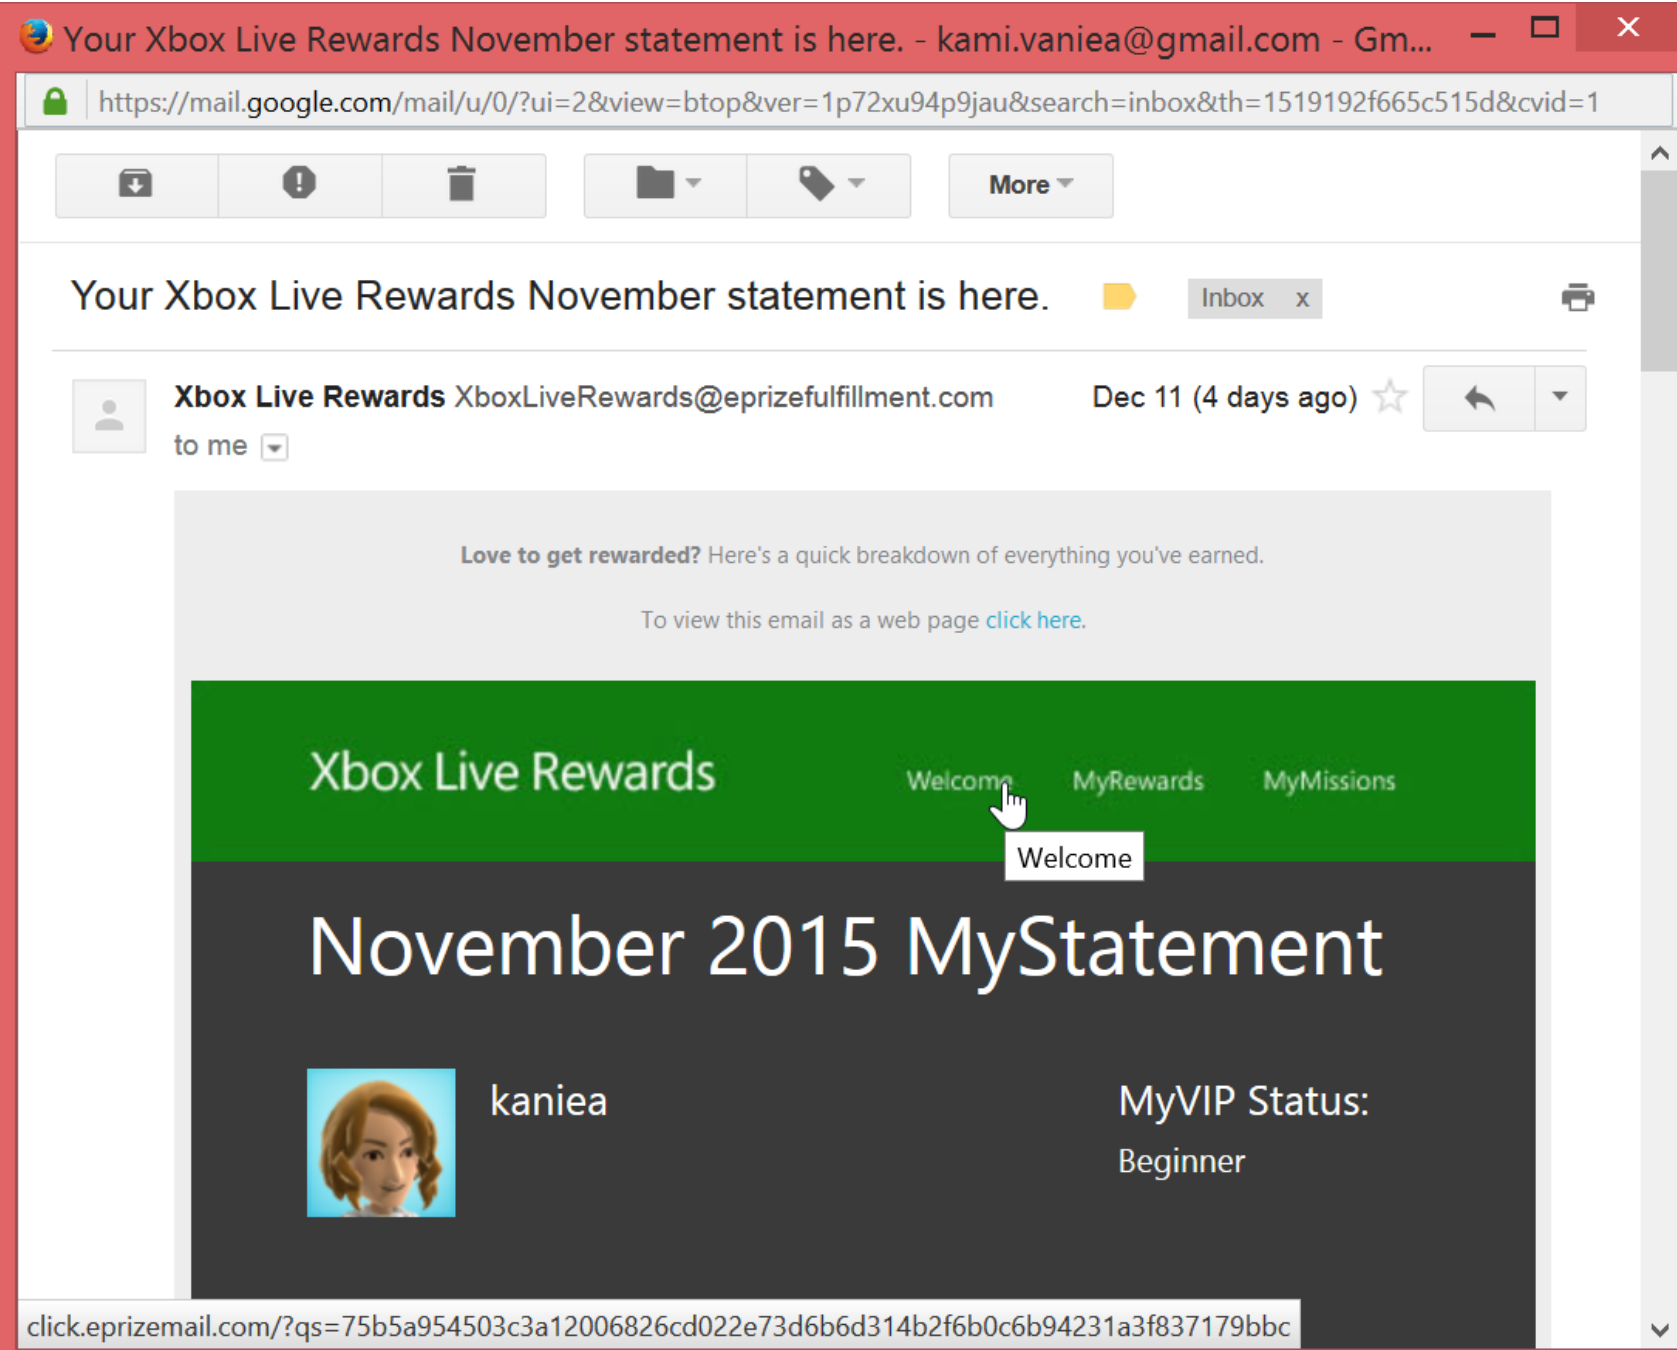 Your Xbox Live Rewards November statement is here. - kami.vaniea@gmail.com - Gm...
https://mail.google.com/mail/u/0/?ui=2&view=btop&ver=1p72xu94p9jau&search=inbox&th=1519192f665c515d&cvid=1
More
Your Xbox Live Rewards November statement is here.
Inbox x
Xbox Live Rewards XboxLiveRewards@eprizefulfillment.com Dec 11 (4 days ago)
to me
Love to get rewarded? Here's a quick breakdown of everything you've earned.
To view this email as a web page click here.
Xbox Live Rewards Welcome MyRewards MyMissions
Welcome
November 2015 MyStatement
kaniea MyVIP Status:
Beginner
click.eprizemail.com/?qs=75b5a954503c3a12006826cd022e73d6b6d314b2f6b0c6b94231a3f837179bbc